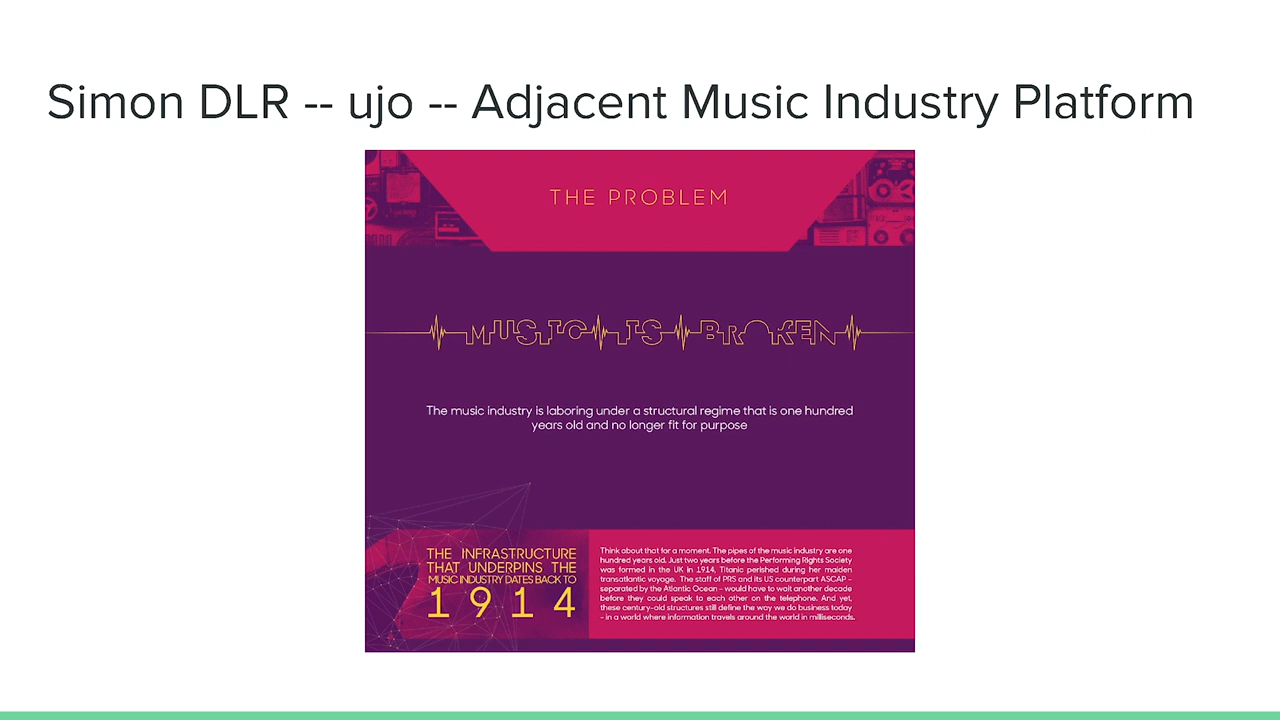 Simon DLR -- ujo -- Adjacent Music Industry Platform
THE PROBLEM
MUSIC IS BROKEN
The music industry is laboring under a structural regime that is one hundred
years old and no longer fit for purpose
THE INFRASTRUCTURE
THAT UNDERPINS THE
MUSIC INDUSTRY DATES BACK TO
1914
Think about that for a moment. The pipes of the music industry are one
hundred years old. Just two years before the Performing Rights Society
was formed in the UK in 1914, Titanic perished during her maiden
transatlantic voyage. The staff of PRS and its US counterpart ASCAP –
separated by the Atlantic Ocean – would have to wait another decade
before they could speak to each other on the telephone. And yet,
these century-old structures still define the way we do business today
– in a world where information travels around the world in milliseconds.